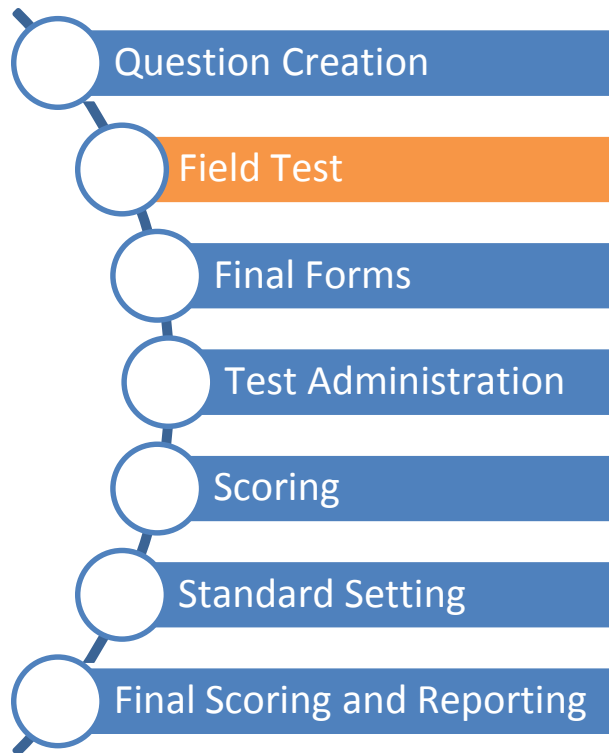 Question Creation
Field Test
Final Forms
Test Administration
Scoring
Standard Setting
Final Scoring and Reporting